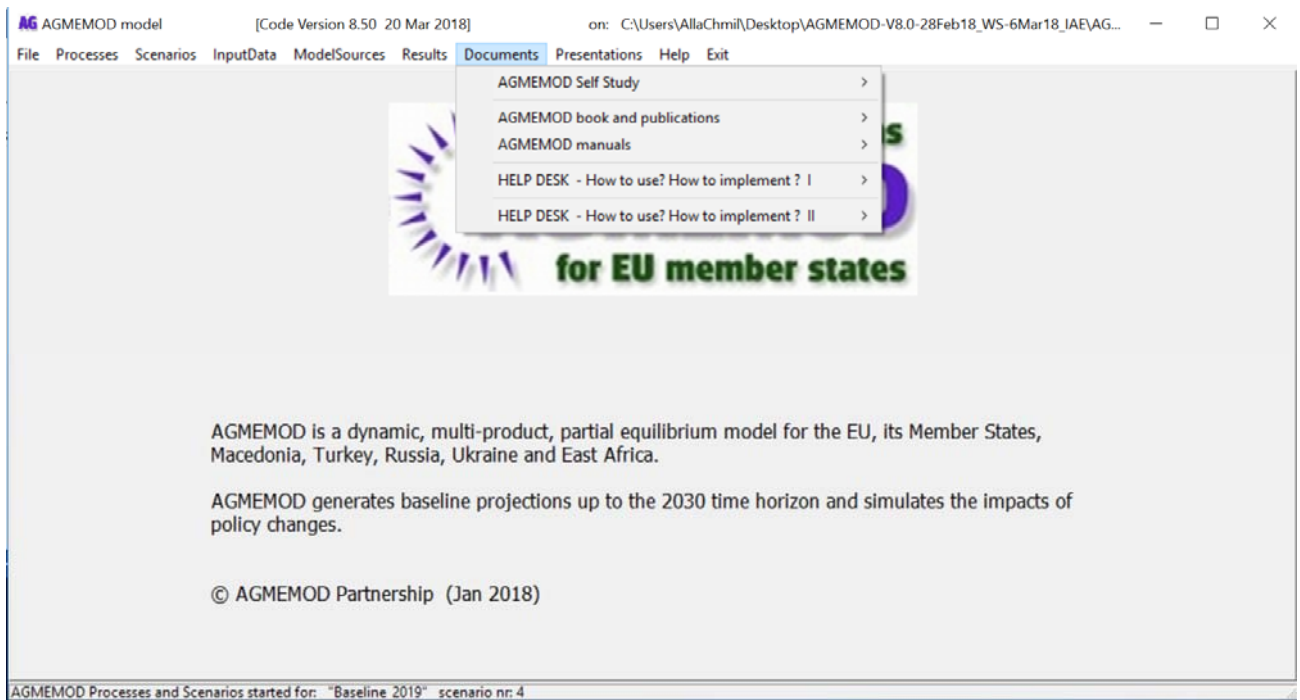 AG AGMEMOD model [Code Version 8.50 20 Mar 2018] on: C:\Users\AllaChmil\Desktop\AGMEMOD-V8.0-28Feb18_WS-6Mar18_IAE\AG...
File Processes Scenarios InputData ModelSources Results Documents Presentations Help Exit
AGMEMOD Self Study >
AGMEMOD book and publications >
AGMEMOD manuals >
HELP DESK - How to use? How to implement ? I >
HELP DESK - How to use? How to implement ? II >
for EU member states
AGMEMOD is a dynamic, multi-product, partial equilibrium model for the EU, its Member States,
Macedonia, Turkey, Russia, Ukraine and East Africa.
AGMEMOD generates baseline projections up to the 2030 time horizon and simulates the impacts of
policy changes.
© AGMEMOD Partnership (Jan 2018)
AGMEMOD Processes and Scenarios started for: "Baseline 2019" scenario nr: 4